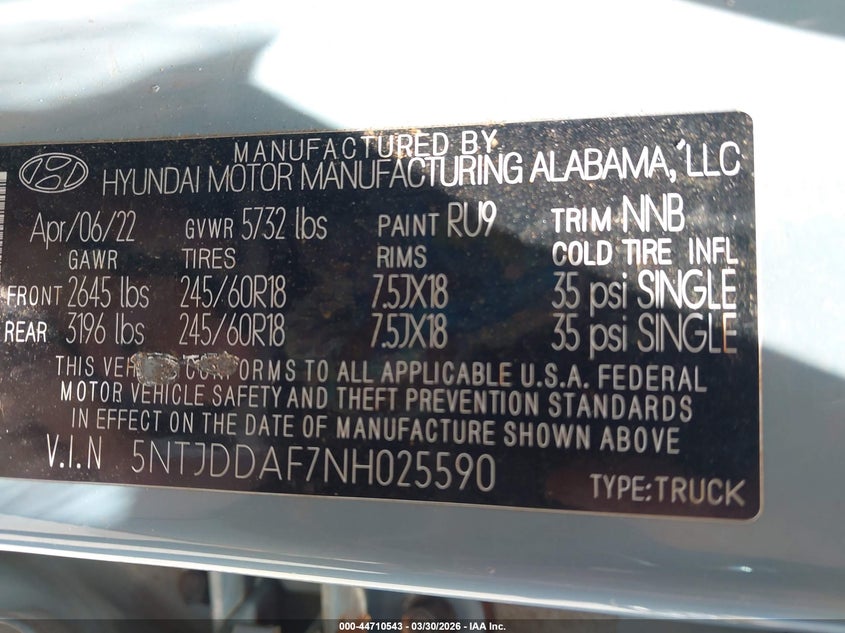 MANUFACTURED BY
HYUNDAI MOTOR MANUFACTURING ALABAMA, LLC
Apr/06/22 GVWR 5732 lbs PAINT RU9 TRIM NNB
GAWR TIRES RIMS COLD TIRE INFL
FRONT 2645 lbs 245/60R18 7.5JX18 35 psi SINGLE
REAR 3196 lbs 245/60R18 7.5JX18 35 psi SINGLE
THIS TO ALL APPLICABLE U.S.A. FEDERAL
MOTOR VEHICLE SAFETY AND THEFT PREVENTION STANDARDS
IN EFFECT ON THE DATE OF MANUFACTURE SHOWN ABOVE.
V.I.N 5NTJDDAF7NH025590 TYPE:TRUCK
000-44710543 - 03/30/2026 - IAA Inc.